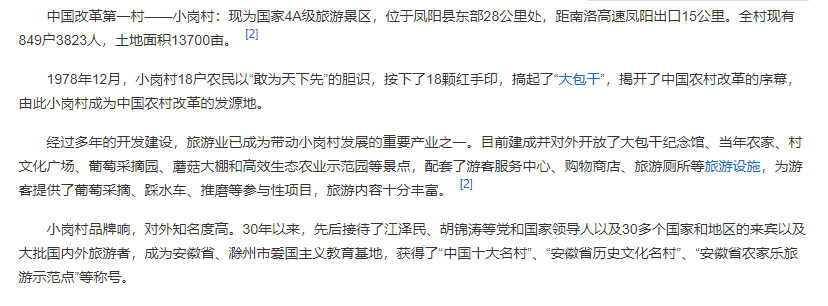 中国改革第一村——小岗村：现为国家4A级旅游景区，位于凤阳县东部28公里处，距南洛高速凤阳出口15公里。全村现有
849户3823人，土地面积13700亩。 [2]
1978年12月，小岗村18户农民以“敢为天下先”的胆识，按下了18颗红手印，搞起了“大包干”，揭开了中国农村改革的序幕，
由此小岗村成为中国农村改革的发源地。
经过多年的开发建设，旅游业已成为带动小岗村发展的重要产业之一。目前建成并对外开放了大包干纪念馆、当年农家、村
文化广场、葡萄采摘园、蘑菇大棚和高效生态农业示范园等景点，配套了游客服务中心、购物商店、旅游厕所等旅游设施，为游
客提供了葡萄采摘、踩水车、推磨等参与性项目，旅游内容十分丰富。 [2]
小岗村品牌响，对外知名度高。30年以来，先后接待了江泽民、胡锦涛等党和国家领导人以及30多个国家和地区的来宾以及
大批国内外旅游者，成为安徽省、滁州市爱国主义教育基地，获得了“中国十大名村”、“安徽省历史文化名村”、“安徽省农家乐旅
游示范点”等称号。